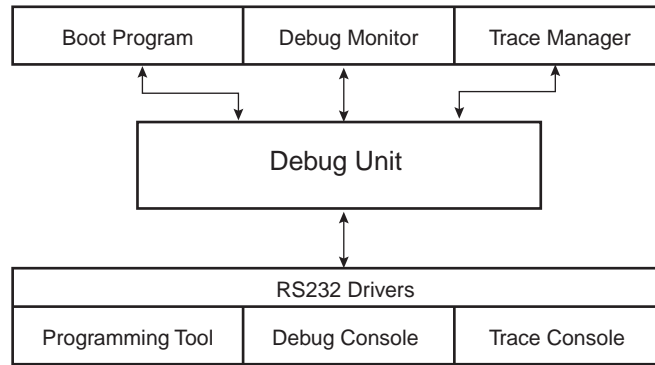 Boot Program
Debug Monitor
Trace Manager
Debug Unit
RS232 Drivers
Programming Tool
Debug Console
Trace Console